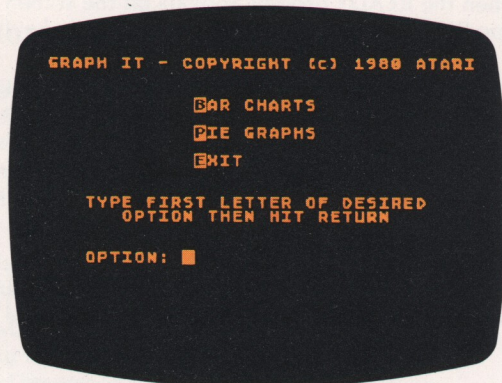 GRAPH IT - COPYRIGHT (c) 1980 ATARI
BAR CHARTS
PIE GRAPHS
EXIT
TYPE FIRST LETTER OF DESIRED
OPTION THEN HIT RETURN
OPTION: